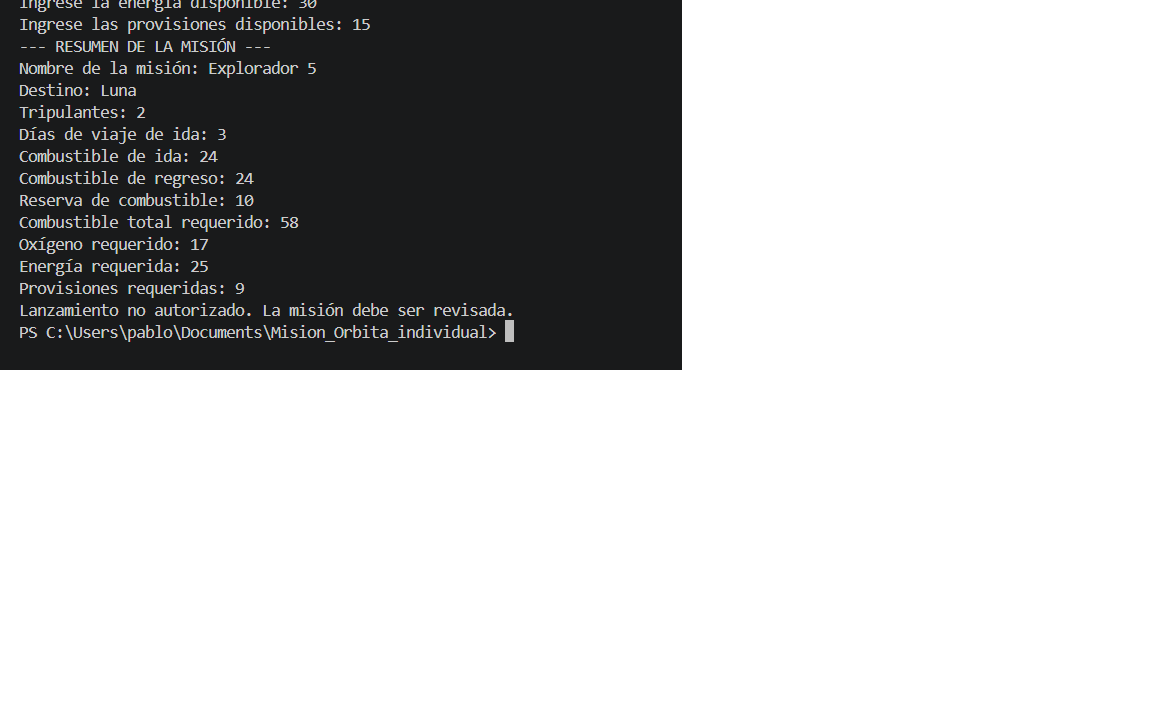 Ingrese la energía disponible: 30
Ingrese las provisiones disponibles: 15
--- RESUMEN DE LA MISIÓN ---
Nombre de la misión: Explorador 5
Destino: Luna
Tripulantes: 2
Días de viaje de ida: 3
Combustible de ida: 24
Combustible de regreso: 24
Reserva de combustible: 10
Combustible total requerido: 58
Oxígeno requerido: 17
Energía requerida: 25
Provisiones requeridas: 9
Lanzamiento no autorizado. La misión debe ser revisada.
PS C:\Users\pablo\Documents\Mision_Orbita_individual>